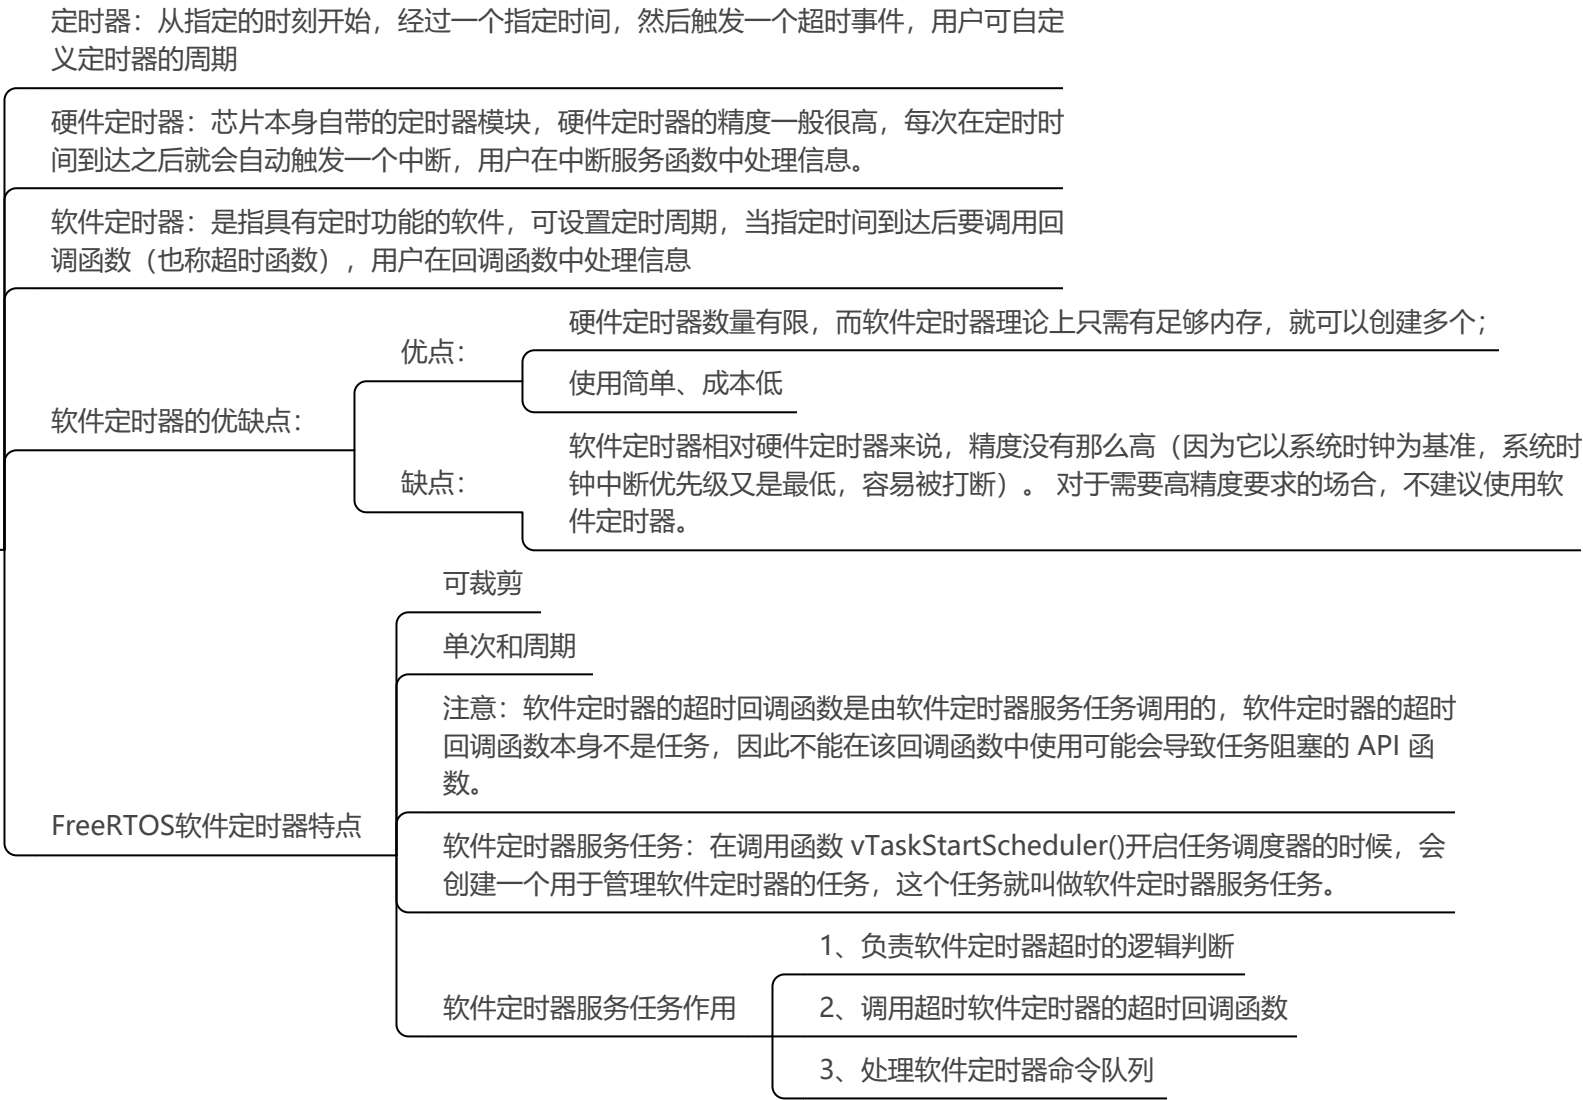 定时器：从指定的时刻开始，经过一个指定时间，然后触发一个超时事件，用户可自定
义定时器的周期
硬件定时器：芯片本身自带的定时器模块，硬件定时器的精度一般很高，每次在定时时
间到达之后就会自动触发一个中断，用户在中断服务函数中处理信息。
软件定时器：是指具有定时功能的软件，可设置定时周期，当指定时间到达后要调用回
调函数（也称超时函数），用户在回调函数中处理信息
软件定时器的优缺点：
优点：
硬件定时器数量有限，而软件定时器理论上只需有足够内存，就可以创建多个；
使用简单、成本低
缺点：
软件定时器相对硬件定时器来说，精度没有那么高（因为它以系统时钟为基准，系统时
钟中断优先级又是最低，容易被打断）。 对于需要高精度要求的场合，不建议使用软
件定时器。
FreeRTOS软件定时器特点
可裁剪
单次和周期
注意：软件定时器的超时回调函数是由软件定时器服务任务调用的，软件定时器的超时
回调函数本身不是任务，因此不能在该回调函数中使用可能会导致任务阻塞的 API 函
数。
软件定时器服务任务：在调用函数 vTaskStartScheduler()开启任务调度器的时候，会
创建一个用于管理软件定时器的任务，这个任务就叫做软件定时器服务任务。
软件定时器服务任务作用
1、负责软件定时器超时的逻辑判断
2、调用超时软件定时器的超时回调函数
3、处理软件定时器命令队列